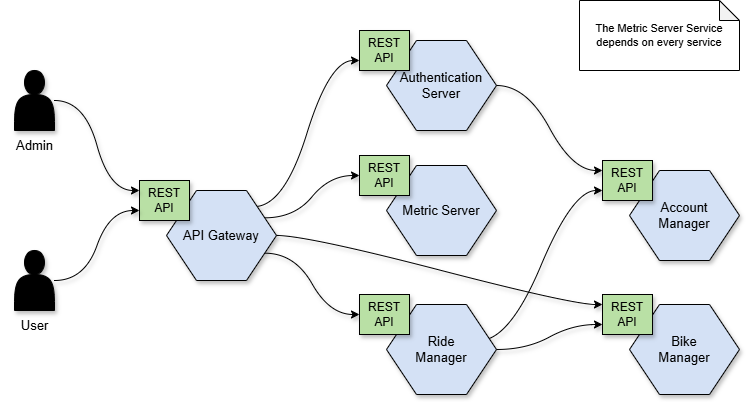 The Metric Server Service
depends on every service
REST
API
Authentication
Server
Admin
REST
API
Metric Server
REST
API
Account
Manager
REST
API
API Gateway
User
REST
API
Ride
Manager
REST
API
Bike
Manager